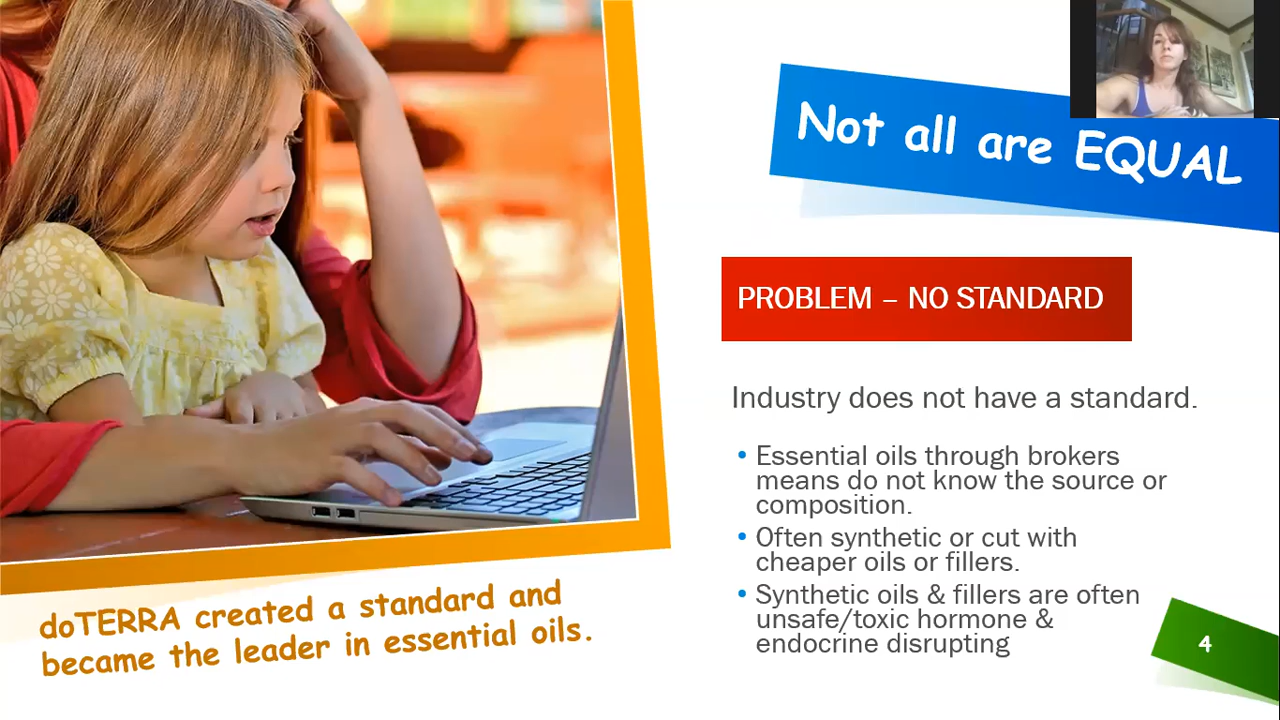 Not all are EQUAL
PROBLEM – NO STANDARD
Industry does not have a standard.
• Essential oils through brokers
means do not know the source or
composition.
• Often synthetic or cut with
cheaper oils or fillers.
• Synthetic oils & fillers are often
unsafe/toxic hormone &
endocrine disrupting
doTERRA created a standard and
became the leader in essential oils.
4